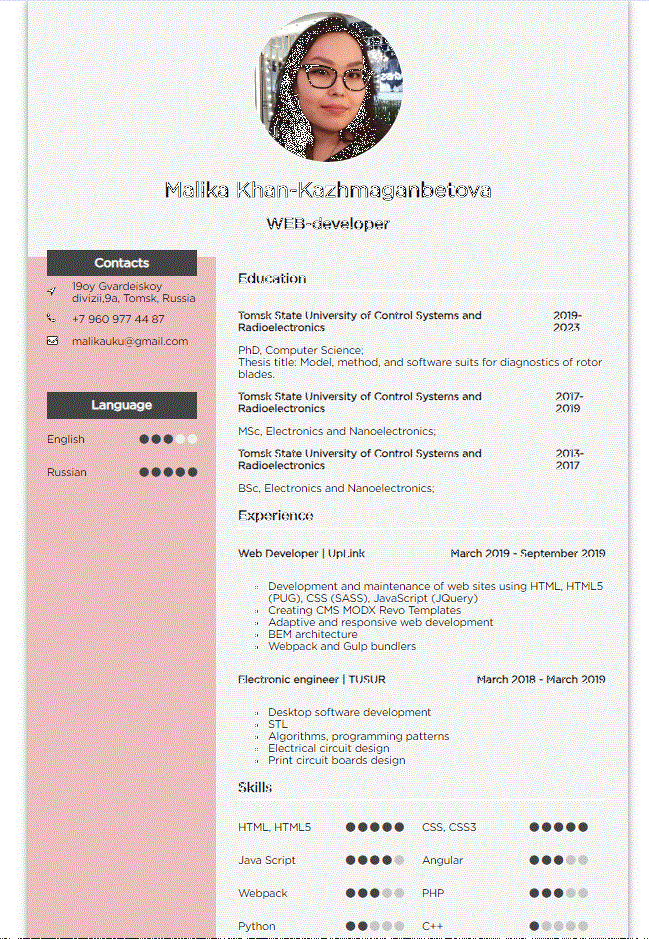 Malika Khan-Kazhmaganbetova
WEB-developer
Contacts
19oy Gvardeiskoy
divizii,9a, Tomsk, Russia
+7 960 977 44 87
malikauku@gmail.com
Language
English
Russian
Education
Tomsk State University of Control Systems and
Radioelectronics
2019-
2023
PhD, Computer Science;
Thesis title: Model, method, and software suits for diagnostics of rotor
blades.
Tomsk State University of Control Systems and
Radioelectronics
2017-
2019
MSc, Electronics and Nanoelectronics;
Tomsk State University of Control Systems and
Radioelectronics
2013-
2017
BSc, Electronics and Nanoelectronics;
Experience
Web Developer | UpLink March 2019 - September 2019
Development and maintenance of web sites using HTML, HTML5
(PUG), CSS (SASS), JavaScript (JQuery)
Creating CMS MODX Revo Templates
Adaptive and responsive web development
BEM architecture
Webpack and Gulp bundlers
Electronic engineer | TUSUR March 2018 - March 2019
Desktop software development
STL
Algorithms, programming patterns
Electrical circuit design
Print circuit boards design
Skills
HTML, HTML5 CSS, CSS3
Java Script Angular
Webpack PHP
Python C++